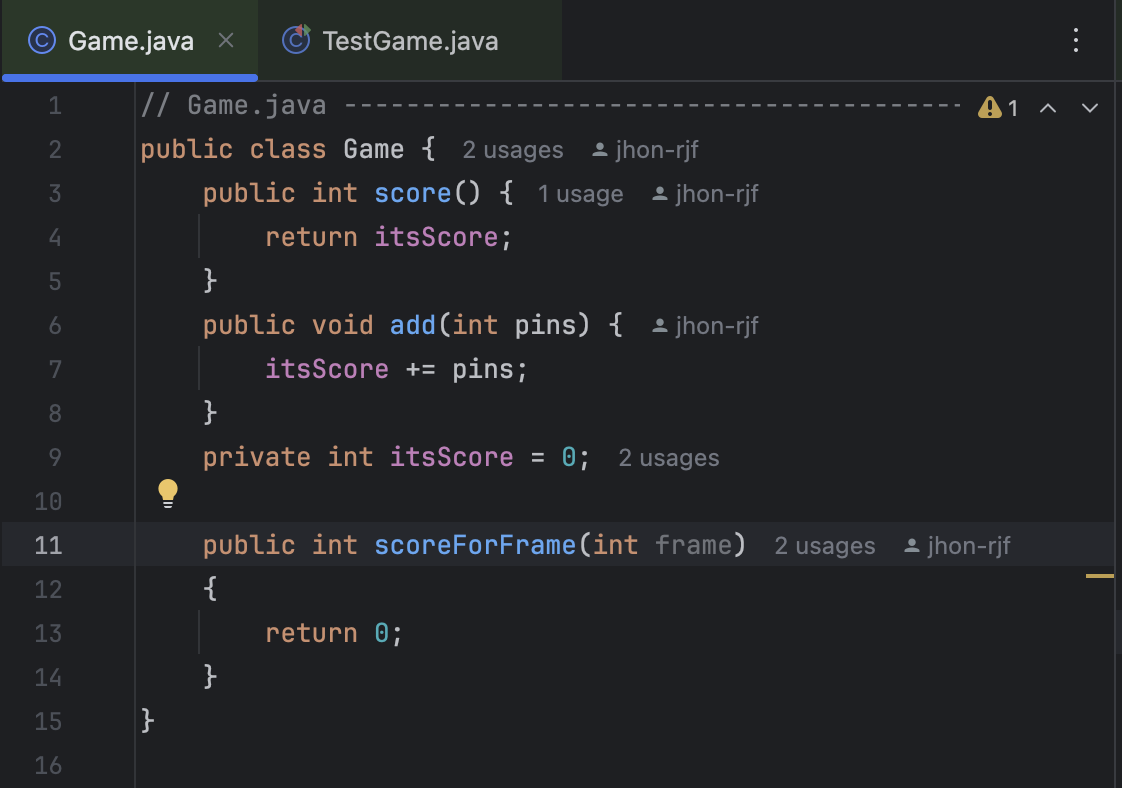 Game.java TestGame.java
1 // Game.java ---------------------------------------- 1
2 public class Game { 2 usages jhon-rjf
3 public int score() { 1 usage jhon-rjf
4 return itsScore;
5 }
6 public void add(int pins) { jhon-rjf
7 itsScore += pins;
8 }
9 private int itsScore = 0; 2 usages
10
11 public int scoreForFrame(int frame) 2 usages jhon-rjf
12 {
13 return 0;
14 }
15 }
16